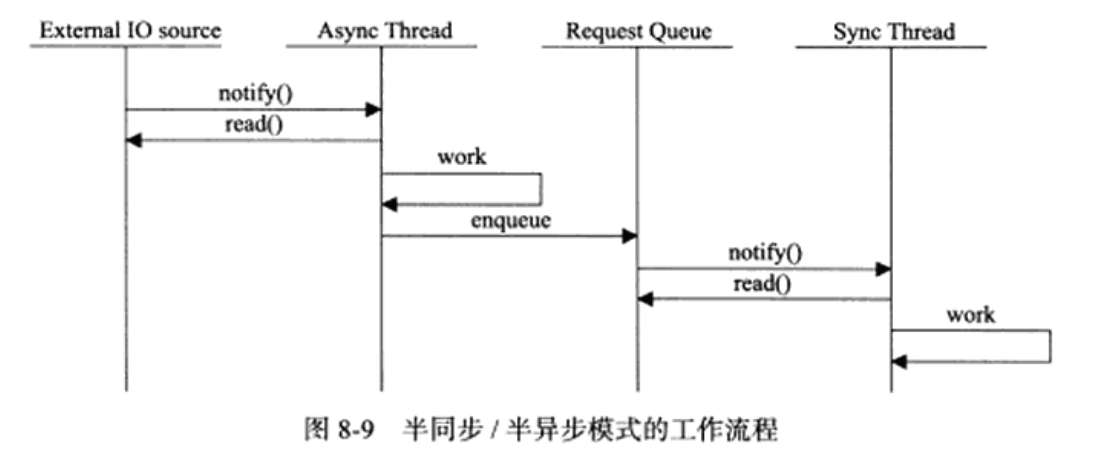 External IO source Async Thread Request Queue Sync Thread
notify()
read()
work
enqueue
notify()
read()
work
图 8-9 半同步 / 半异步模式的工作流程